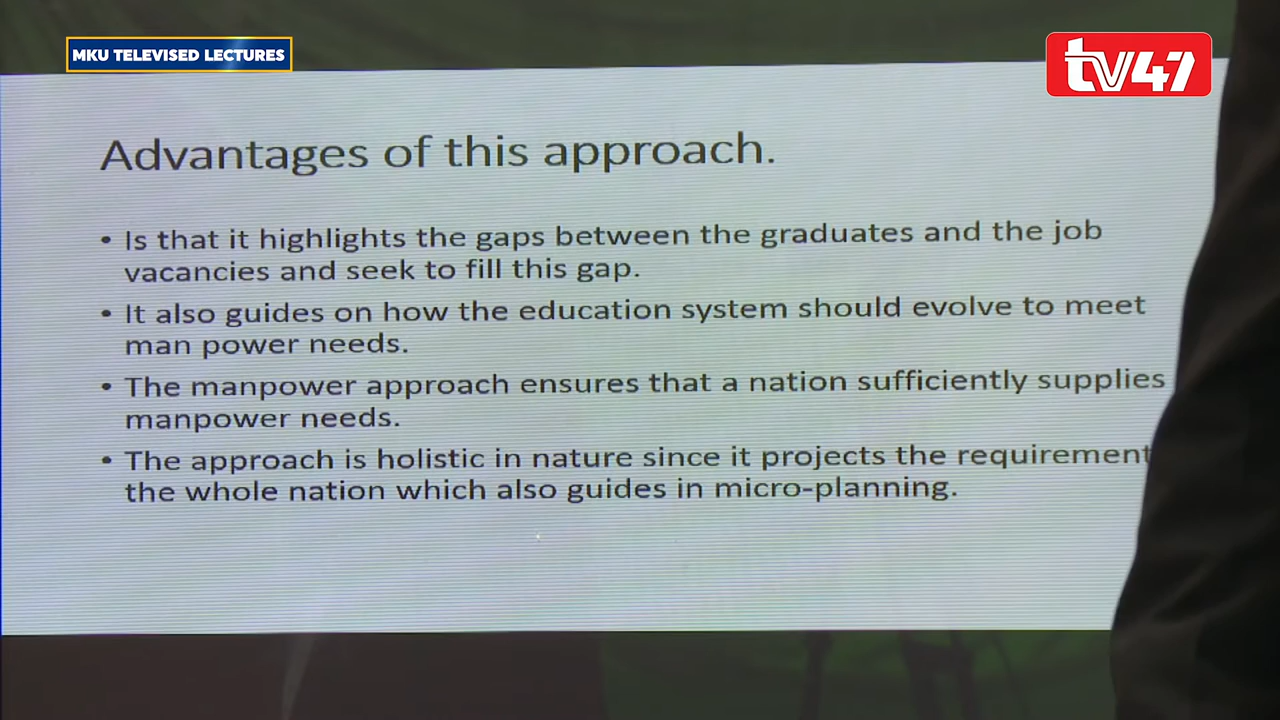 MKU TELEVISED LECTURES
tv47
Advantages of this approach.
• Is that it highlights the gaps between the graduates and the job
vacancies and seek to fill this gap.
• It also guides on how the education system should evolve to meet
man power needs.
• The manpower approach ensures that a nation sufficiently supplies
manpower needs.
• The approach is holistic in nature since it projects the requirement
the whole nation which also guides in micro-planning.